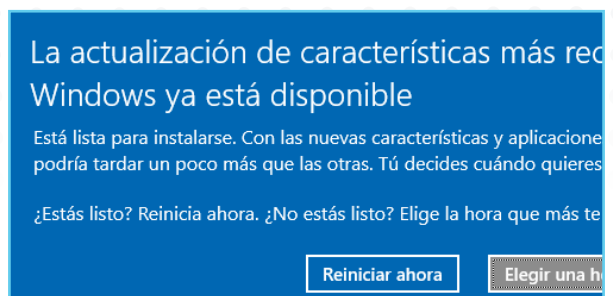 La actualización de características más rec
Windows ya está disponible
Está lista para instalarse. Con las nuevas características y aplicacione
podría tardar un poco más que las otras. Tú decides cuándo quieres
¿Estás listo? Reinicia ahora. ¿No estás listo? Elige la hora que más te
Reiniciar ahora
Elegir una h